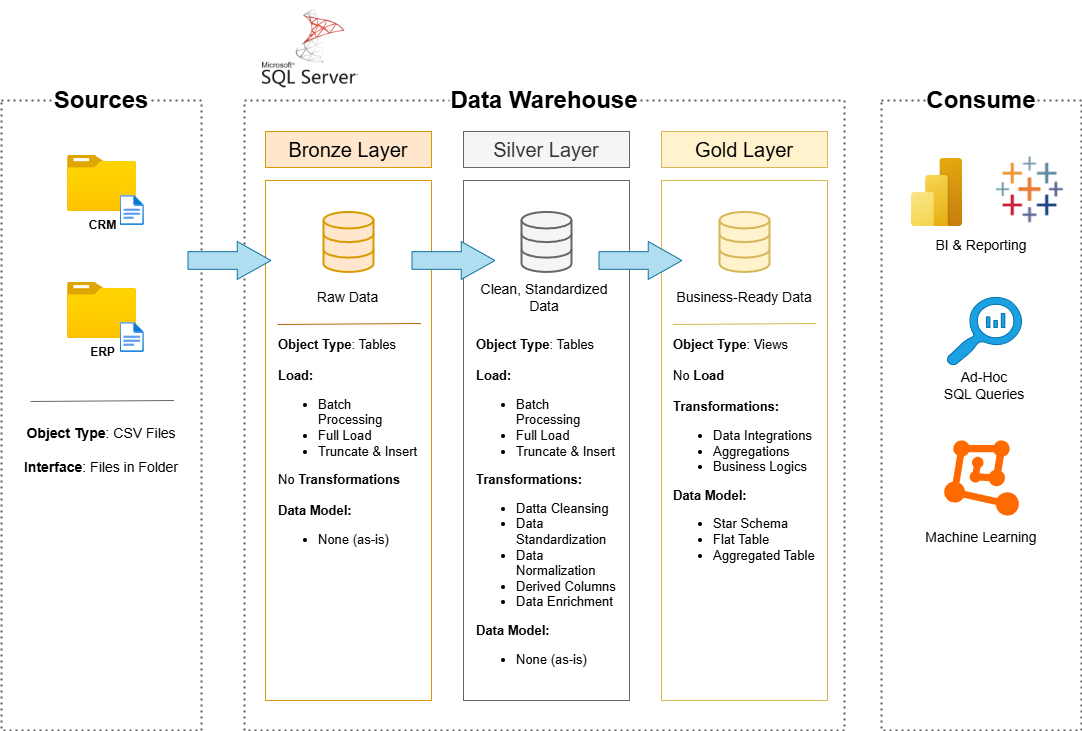 Microsoft®
SQL Server
Sources
CRM
ERP
Object Type: CSV Files
Interface: Files in Folder
Data Warehouse
Bronze Layer
Raw Data
Object Type: Tables
Load:
Batch
Processing
Full Load
Truncate & Insert
No Transformations
Data Model:
None (as-is)
Silver Layer
Clean, Standardized
Data
Object Type: Tables
Load:
Batch
Processing
Full Load
Truncate & Insert
Transformations:
Datta Cleansing
Data
Standardization
Data
Normalization
Derived Columns
Data Enrichment
Data Model:
None (as-is)
Gold Layer
Business-Ready Data
Object Type: Views
No Load
Transformations:
Data Integrations
Aggregations
Business Logics
Data Model:
Star Schema
Flat Table
Aggregated Table
Consume
BI & Reporting
Ad-Hoc
SQL Queries
Machine Learning